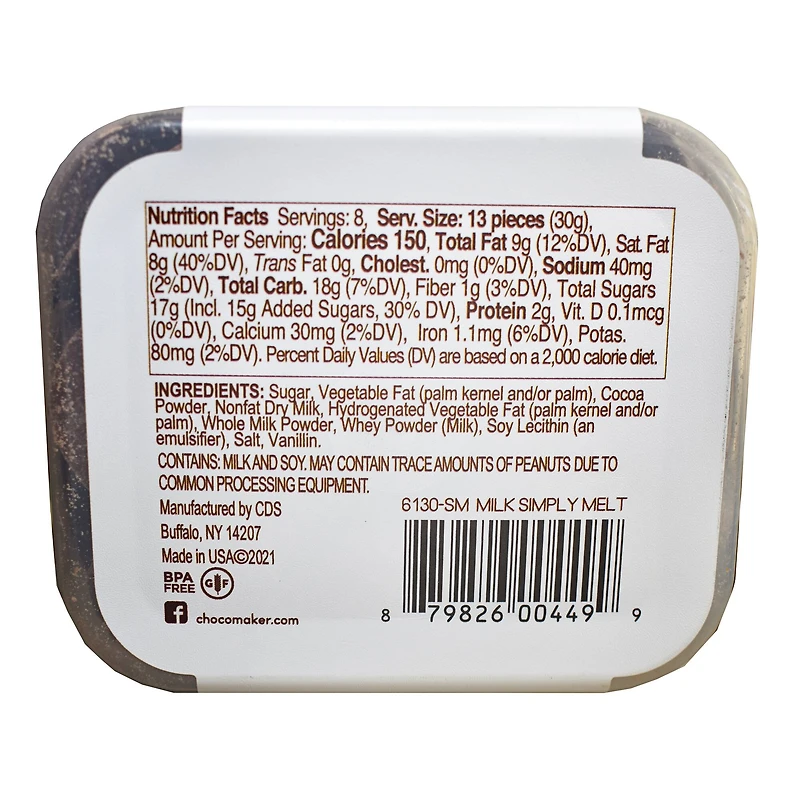 Nutrition Facts Servings: 8, Serv. Size: 13 pieces (30g),
Amount Per Serving: Calories 150, Total Fat 9g (12%DV), Sat. Fat
8g (40%DV), Trans Fat 0g, Cholest. 0mg (0%DV), Sodium 40mg
(2%DV), Total Carb. 18g (7%DV), Fiber 1g (3%DV), Total Sugars
17g (Incl. 15g Added Sugars, 30% DV), Protein 2g, Vit. D 0.1mcg
(0%DV), Calcium 30mg (2%DV), Iron 1.1mg (6%DV), Potas.
80mg (2%DV). Percent Daily Values (DV) are based on a 2,000 calorie diet.
INGREDIENTS: Sugar, Vegetable Fat (palm kernel and/or palm), Cocoa
Powder, Nonfat Dry Milk, Hydrogenated Vegetable Fat (palm kernel and/or
palm), Whole Milk Powder, Whey Powder (Milk), Soy Lecithin (an
emulsifier), Salt, Vanillin.
CONTAINS: MILK AND SOY. MAY CONTAIN TRACE AMOUNTS OF PEANUTS DUE TO
COMMON PROCESSING EQUIPMENT.
Manufactured by CDS
Buffalo, NY 14207
Made in USA©2021
BPA
FREE GF
f chocomaker.com
6130-SM MILK SIMPLY MELT
8 79826 00449 9